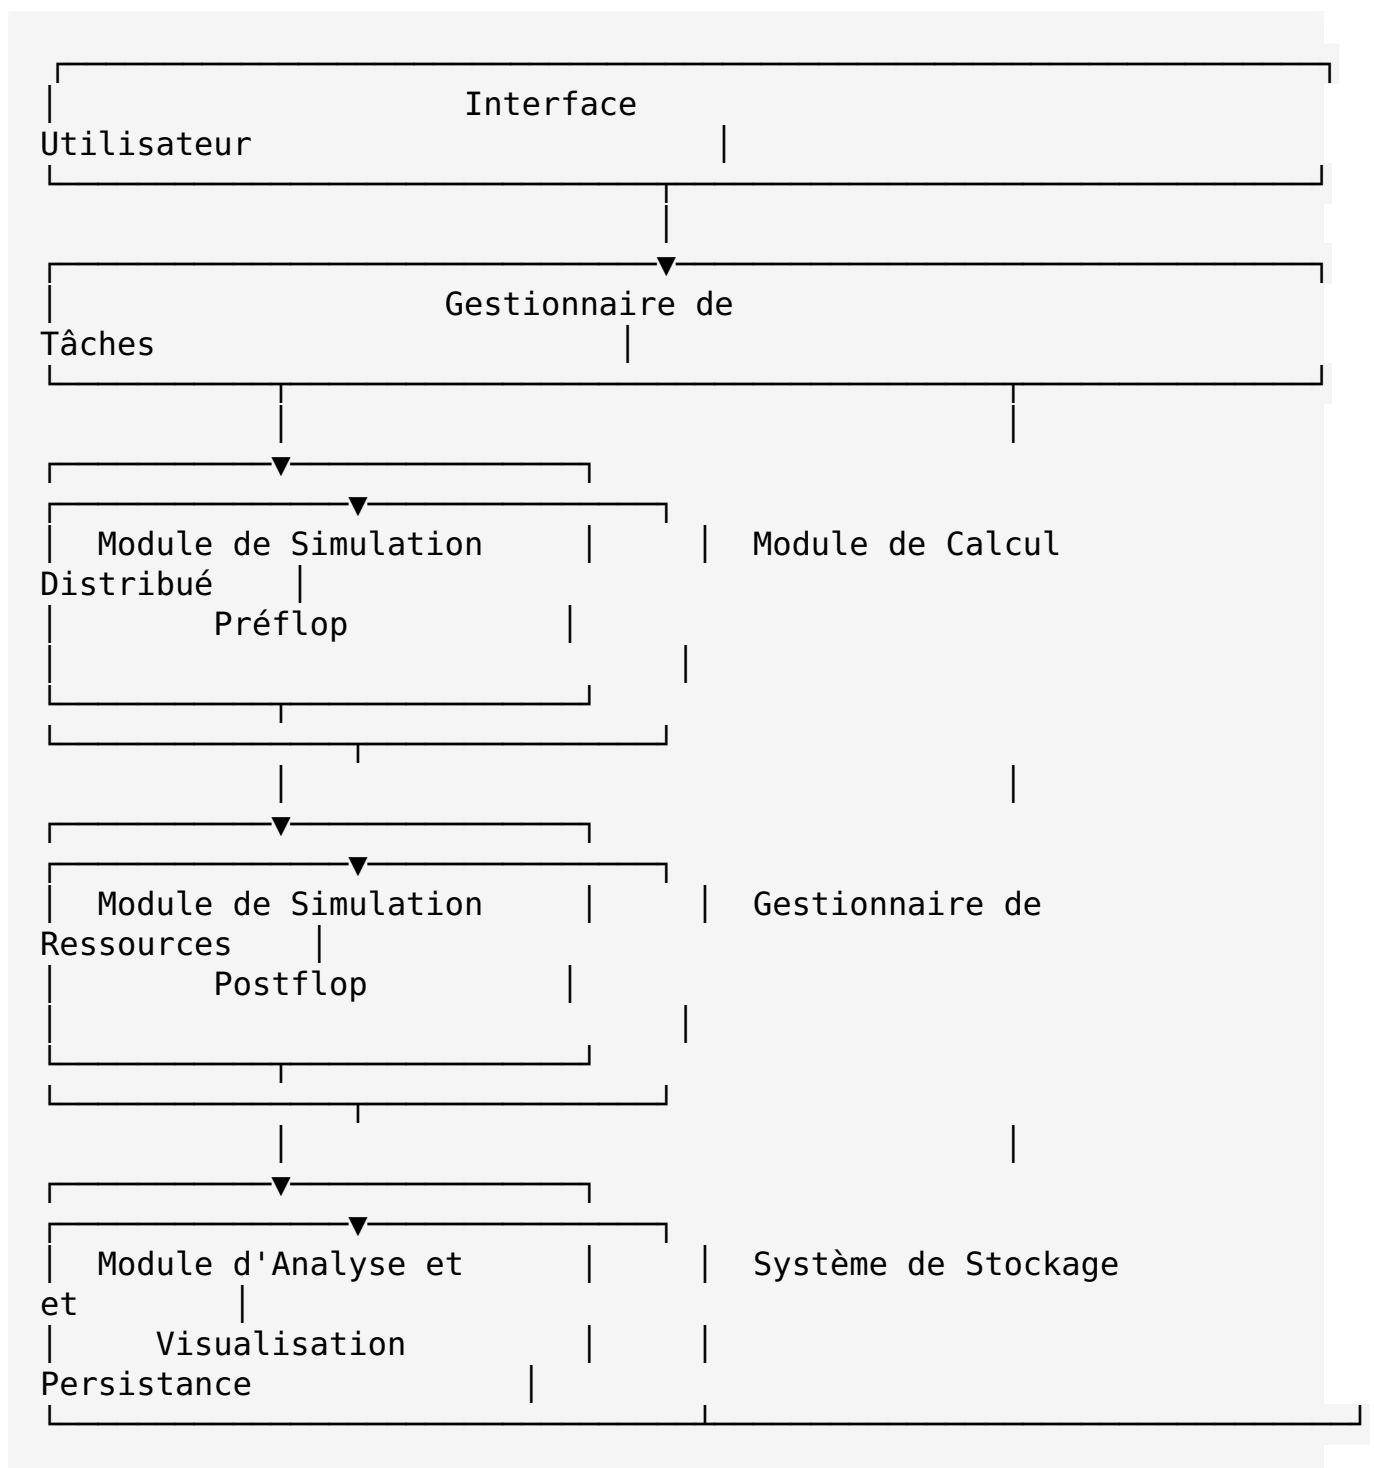 Interface
Utilisateur
Gestionnaire de
Tâches
Module de Simulation Module de Calcul
Distribué
Préflop
Module de Simulation Gestionnaire de
Ressources
Postflop
Module d'Analyse et Système de Stockage
et
Visualisation
Persistance